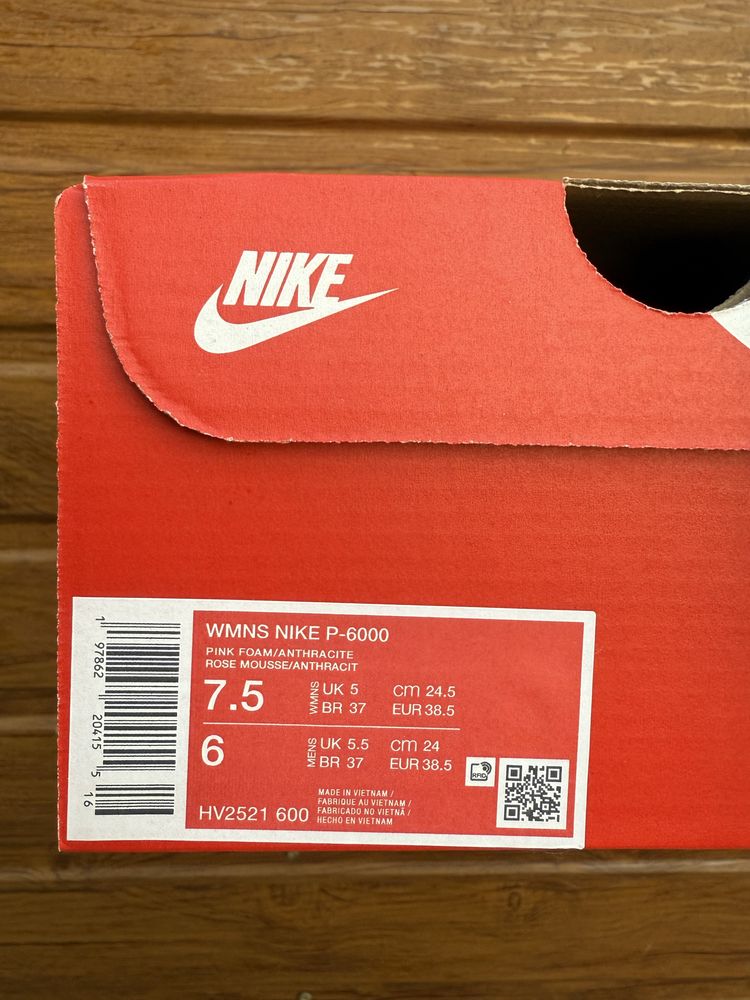 NIKE
1 97862 20415 5 16
WMNS NIKE P-6000
PINK FOAM/ANTHRACITE
ROSE MOUSSE/ANTHRACIT
7.5 WMNS UK 5 cm 24.5
BR 37 EUR 38.5
6 MENS UK 5.5 cm 24
BR 37 EUR 38.5
RFID
HV2521 600
MADE IN VIETNAM /
FABRIQUE AU VIETNAM /
FABRICADO NO VIETNÃ /
HECHO EN VIETNAM